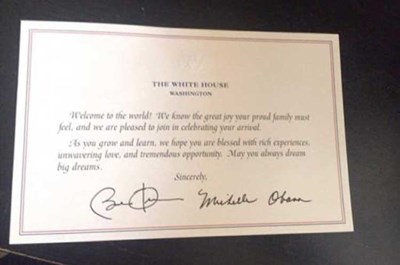 THE WHITE HOUSE
WASHINGTON
Welcome to the world! We know the great joy your proud family must
feel, and we are pleased to join in celebrating your arrival.
As you grow and learn, we hope you are blessed with rich experiences,
unwavering love, and tremendous opportunity. May you always dream
big dreams.
Sincerely,
Michelle Obama